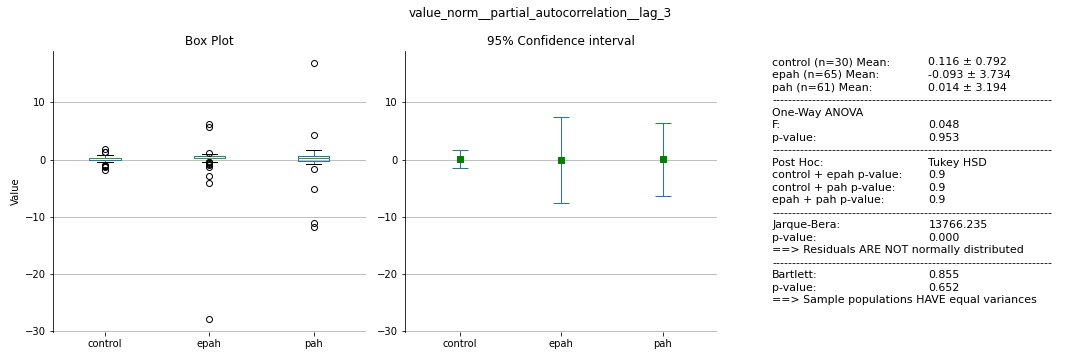 value_norm__partial_autocorrelation__lag_3
Box Plot
Value
10
0
−10
−20
−30
control
epah
pah
95% Confidence interval
10
0
−10
−20
−30
control
epah
pah
control (n=30) Mean: 0.116 ± 0.792
epah (n=65) Mean: -0.093 ± 3.734
pah (n=61) Mean: 0.014 ± 3.194
One-Way ANOVA
F: 0.048
p-value: 0.953
Post Hoc: Tukey HSD
control + epah p-value: 0.9
control + pah p-value: 0.9
epah + pah p-value: 0.9
Jarque-Bera: 13766.235
p-value: 0.000
==> Residuals ARE NOT normally distributed
Bartlett: 0.855
p-value: 0.652
==> Sample populations HAVE equal variances